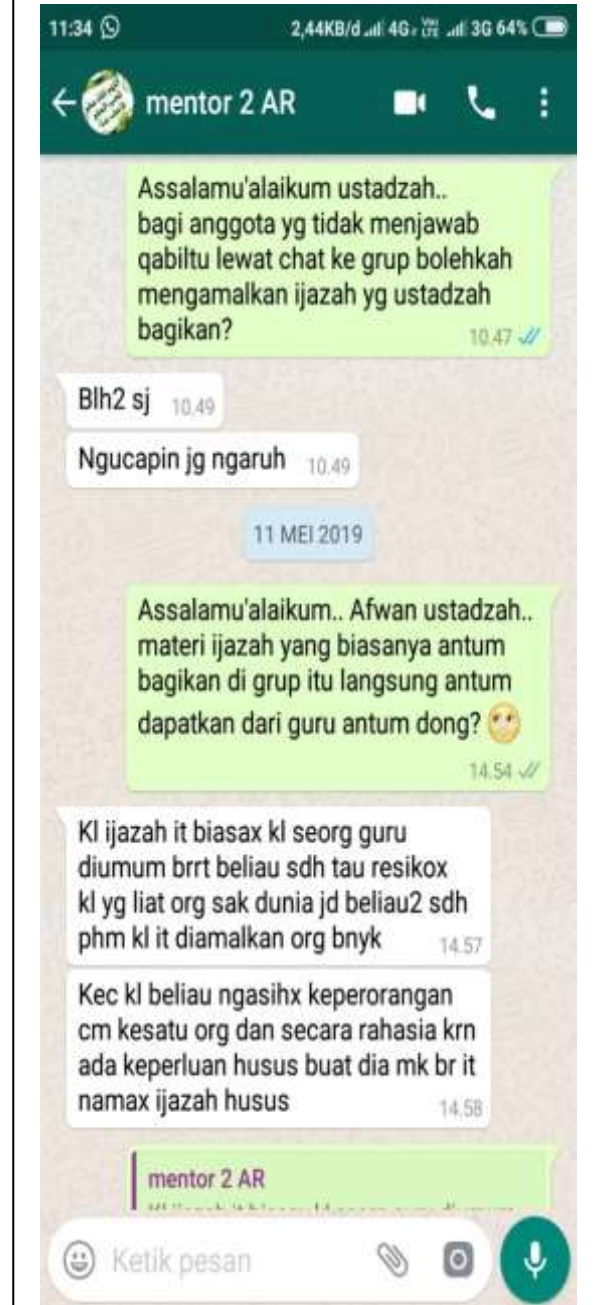 11:34 2,44KB/d 4G VoLTE 3G 64%
mentor 2 AR
Assalamu'alaikum ustadzah..
bagi anggota yg tidak menjawab
qabiltu lewat chat ke grup bolehkah
mengamalkan ijazah yg ustadzah
bagikan?
10.47
Blh2 sj 10.49
Ngucapin jg ngaruh 10.49
11 MEI 2019
Assalamu'alaikum.. Afwan ustadzah..
materi ijazah yang biasanya antum
bagikan di grup itu langsung antum
dapatkan dari guru antum dong?
14.54
Kl ijazah it biasax kl seorg guru
diumum brrt beliau sdh tau resikox
kl yg liat org sak dunia jd beliau2 sdh
phm kl it diamalkan org bnyk 14.57
Kec kl beliau ngasihx keperorangan
cm kesatu org dan secara rahasia krn
ada keperluan husus buat dia mk br it
namax ijazah husus 14.58
mentor 2 AR
Ketik pesan